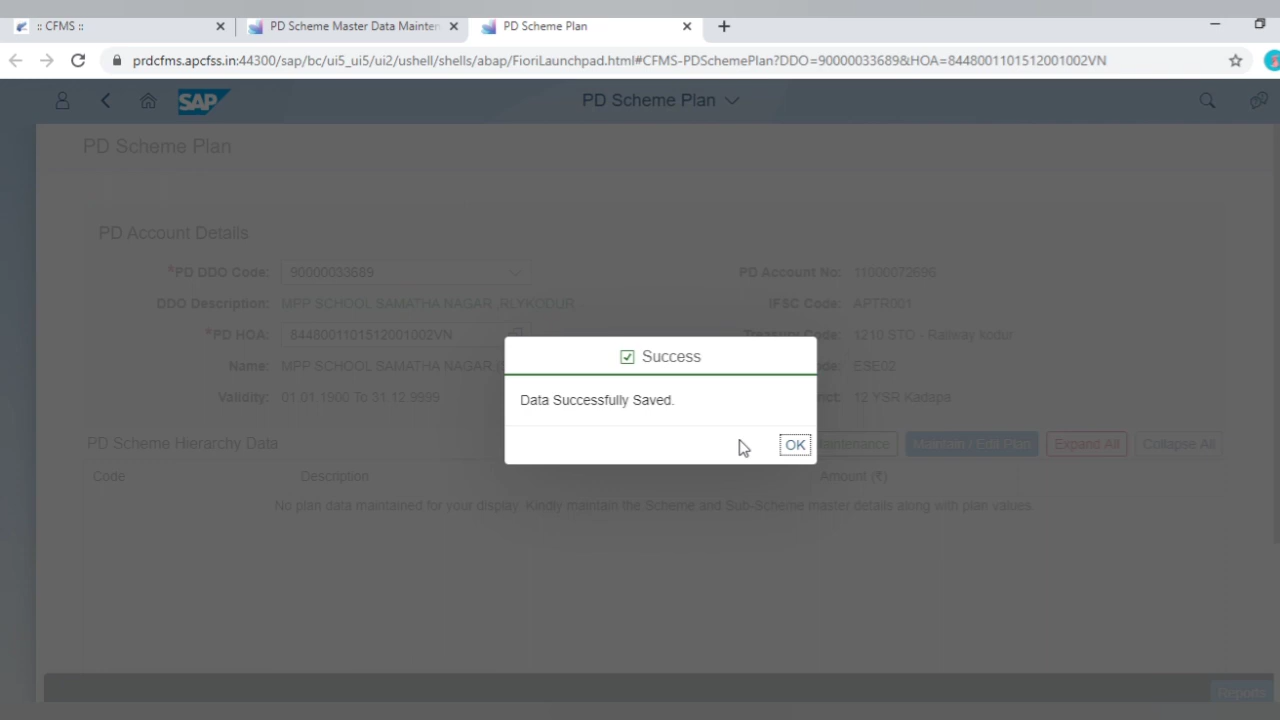 :: CFMS ::
PD Scheme Master Data Mainten
PD Scheme Plan
prdcfms.apcfss.in:44300/sap/bc/ui5_ui5/ui2/ushell/shells/abap/FioriLaunchpad.html#CFMS-PDSchemePlan?DDO=90000033689&HOA=8448001101512001002VN
SAP
PD Scheme Plan
PD Scheme Plan
PD Account Details
*PD DDO Code: 90000033689
PD Account No: 11000072696
DDO Description: MPP SCHOOL SAMATHA NAGAR ,RLYKODUR
IFSC Code: APTR001
*PD HOA: 8448001101512001002VN
Treasury Code: 1210 STO - Railway kodur
Name: MPP SCHOOL SAMATHA NAGAR
ode: ESE02
Validity: 01.01.1900 To 31.12.9999
rict: 12 YSR Kadapa
Success
Data Successfully Saved.
OK
PD Scheme Hierarchy Data
aintenance
Maintain / Edit Plan
Expand All
Collapse All
Code
Description
Amount (₹)
No plan data maintained for your display. Kindly maintain the Scheme and Sub-Scheme master details along with plan values
Reports